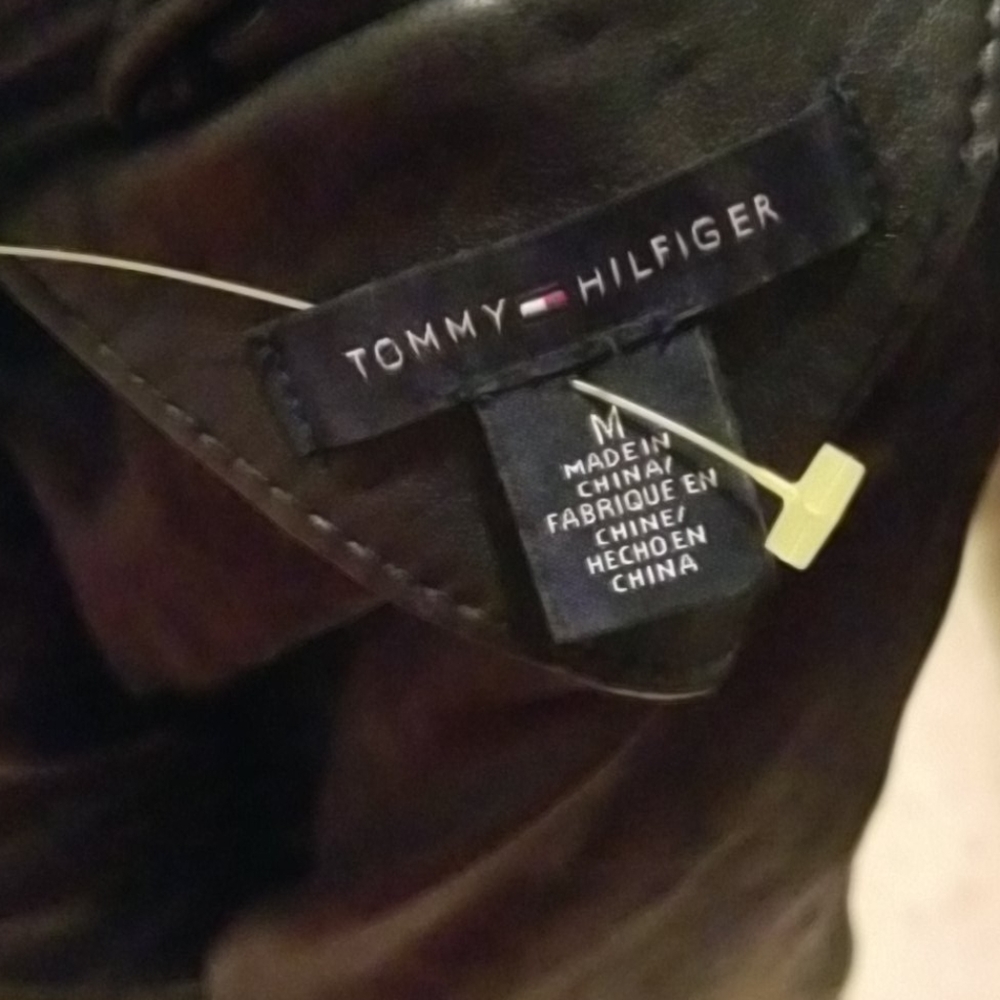 TOMMY HILFIGER
M
MADE IN
CHINA/
FABRIQUE EN
CHINE/
HECHO EN
CHINA